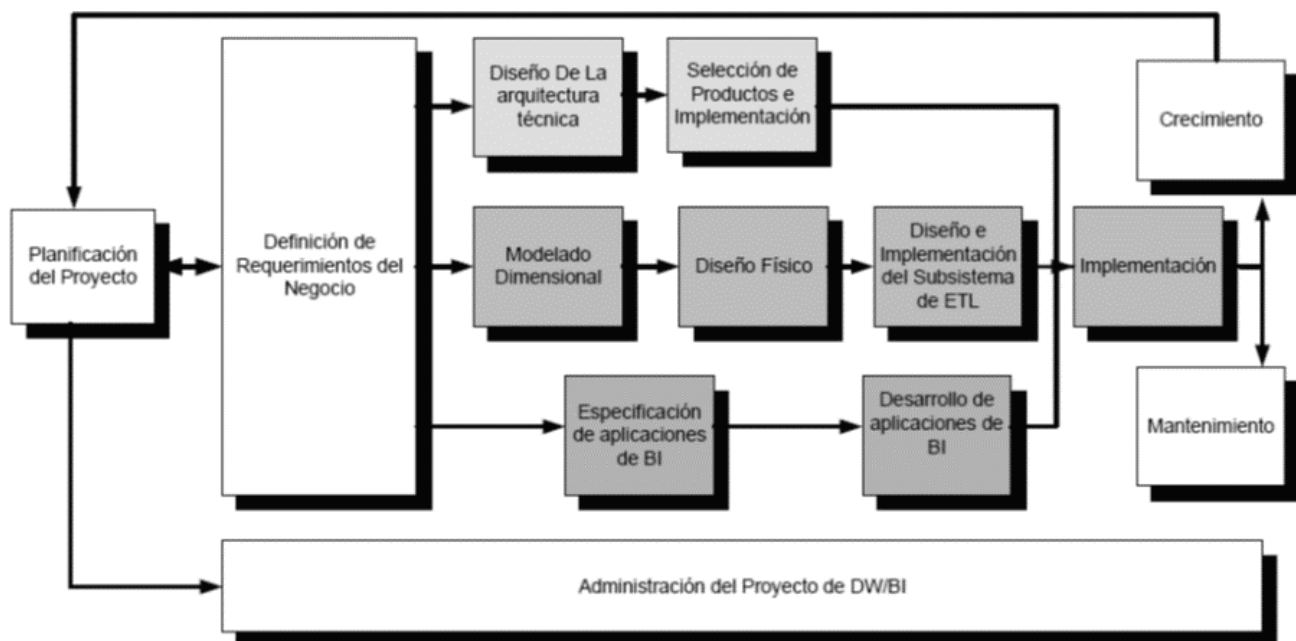 Diseño De La
arquitectura
técnica
Selección de
Productos e
Implementación
Crecimiento
Planificación
del Proyecto
Definición de
Requerimientos del
Negocio
Modelado
Dimensional
Diseño Físico
Diseño e
Implementación
del Subsistema
de ETL
Implementación
Especificación
de aplicaciones
de BI
Desarrollo de
aplicaciones de
BI
Mantenimiento
Administración del Proyecto de DW/BI